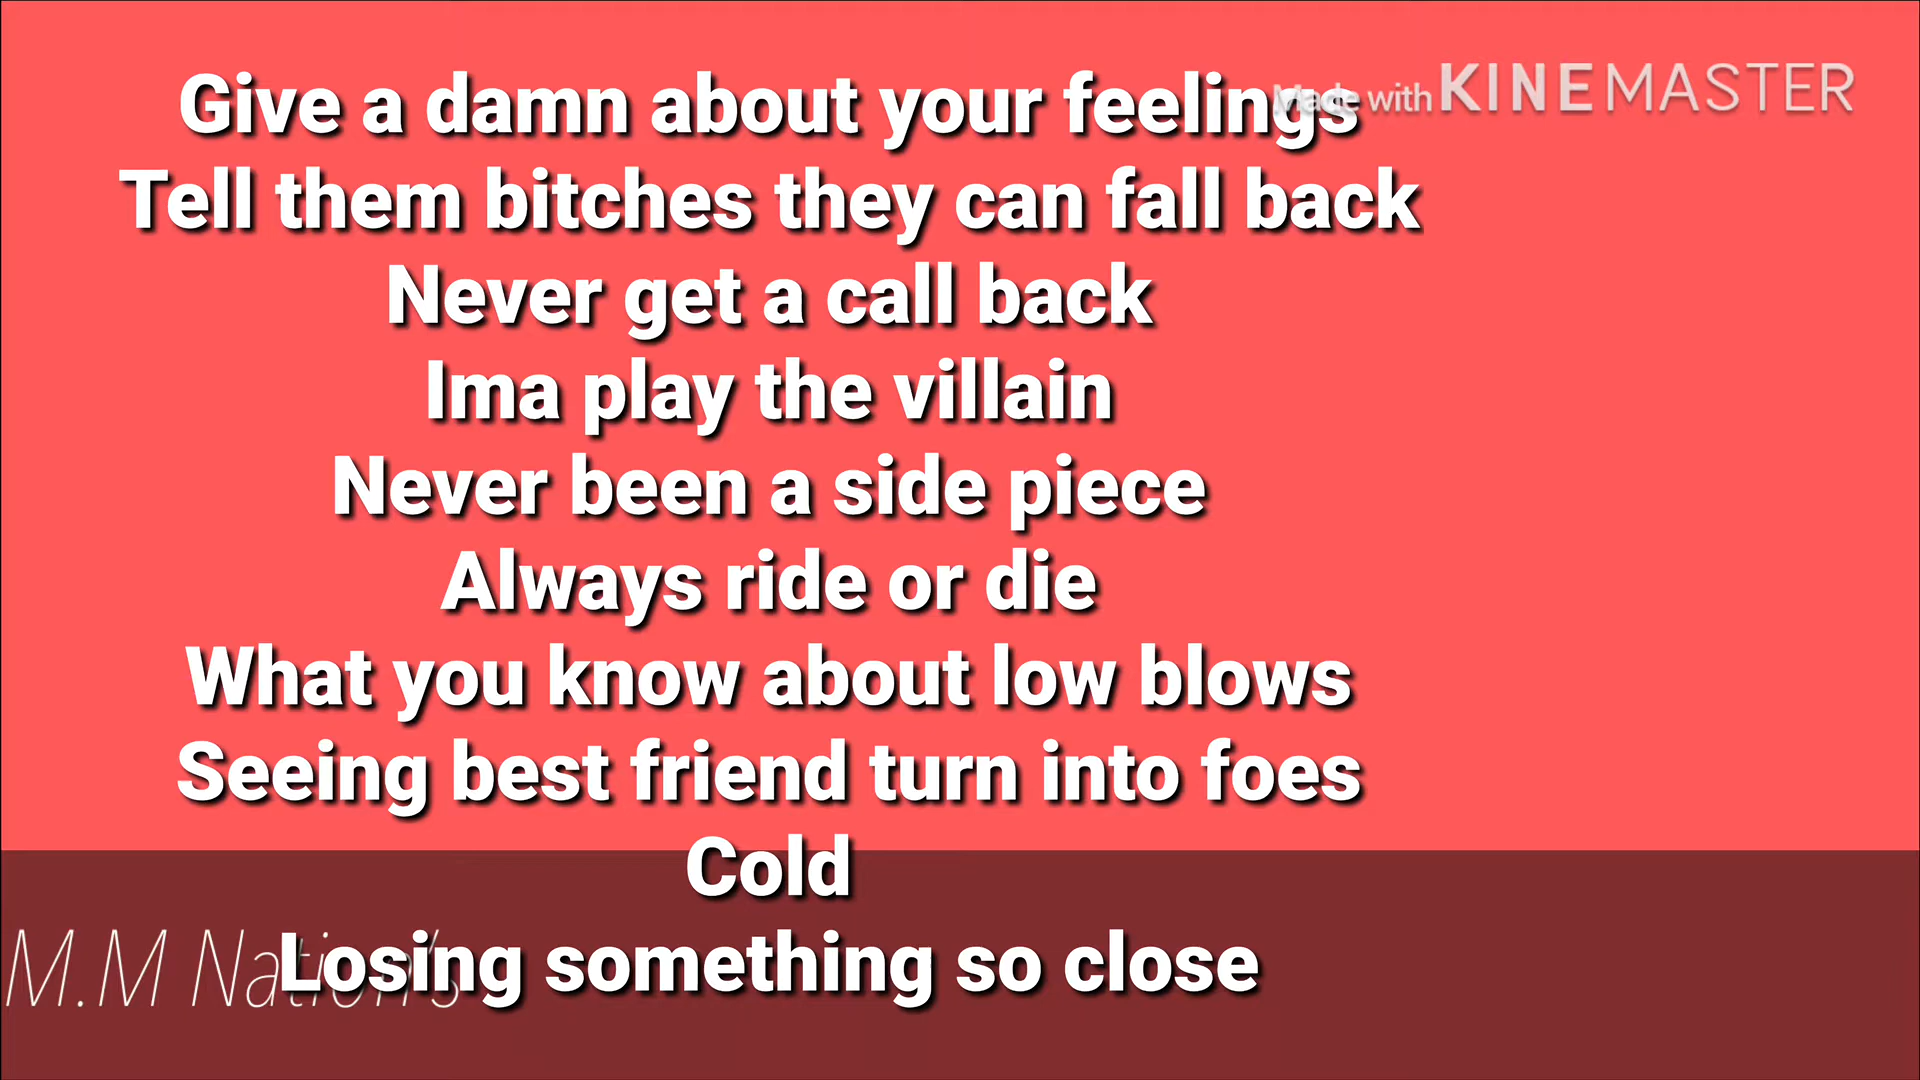 Give a damn about your feelings
Made with KINEMASTER
Tell them bitches they can fall back
Never get a call back
Ima play the villain
Never been a side piece
Always ride or die
What you know about low blows
Seeing best friend turn into foes
Cold
Losing something so close
M.M Nation's